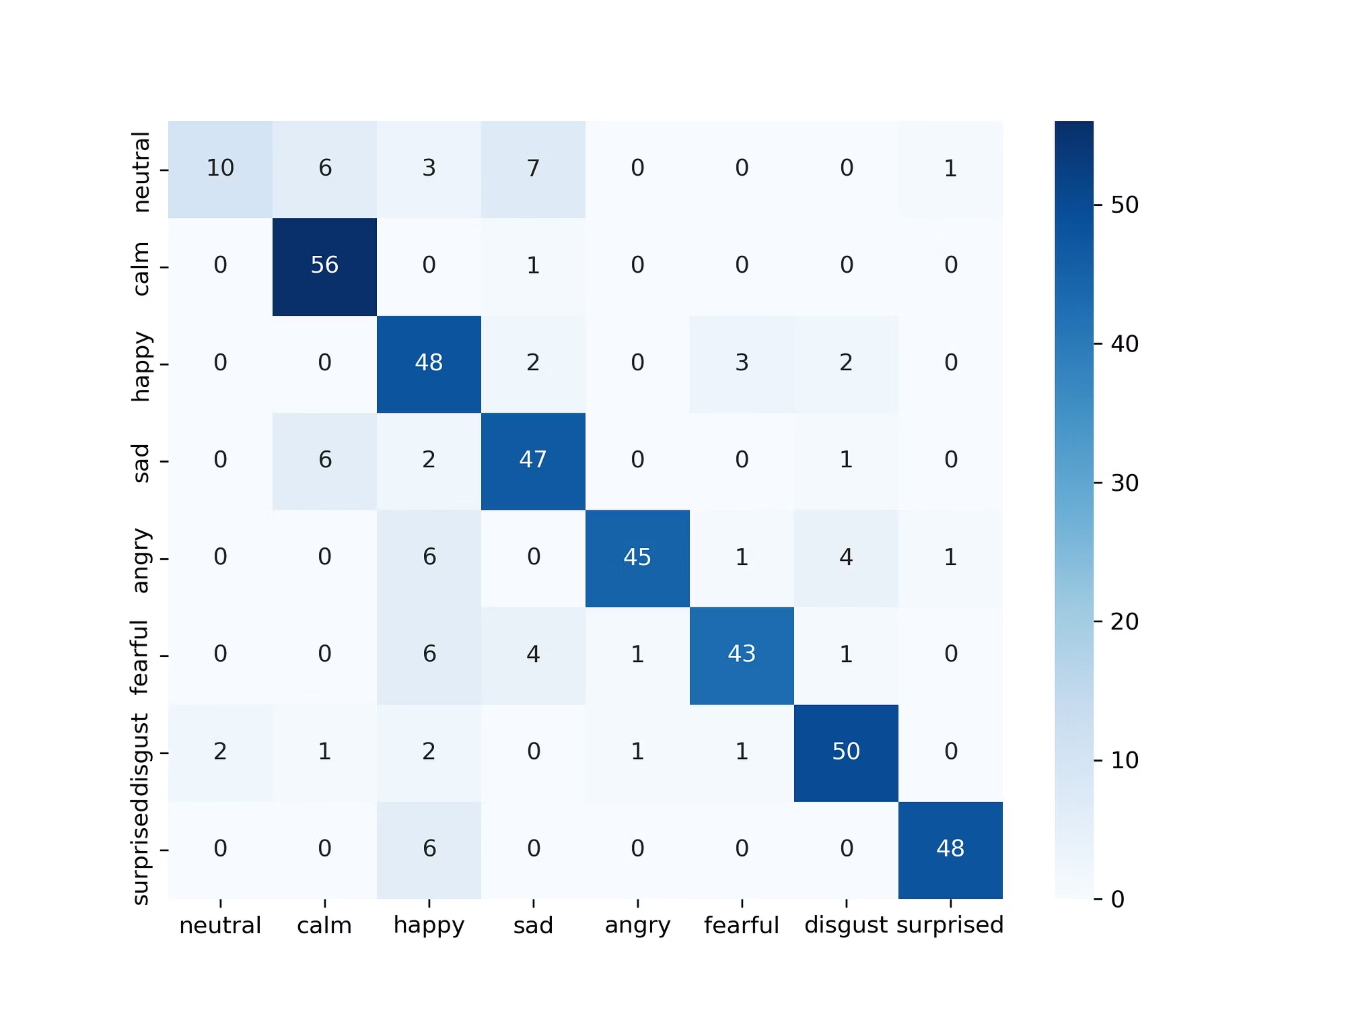 neutral 10 6 3 7 0 0 0 1
calm 0 56 0 1 0 0 0 0
happy 0 0 48 2 0 3 2 0
sad 0 6 2 47 0 0 1 0
angry 0 0 6 0 45 1 4 1
fearful 0 0 6 4 1 43 1 0
disgust 2 1 2 0 1 1 50 0
surprised 0 0 6 0 0 0 0 48
neutral calm happy sad angry fearful disgust surprised
50
40
30
20
10
0